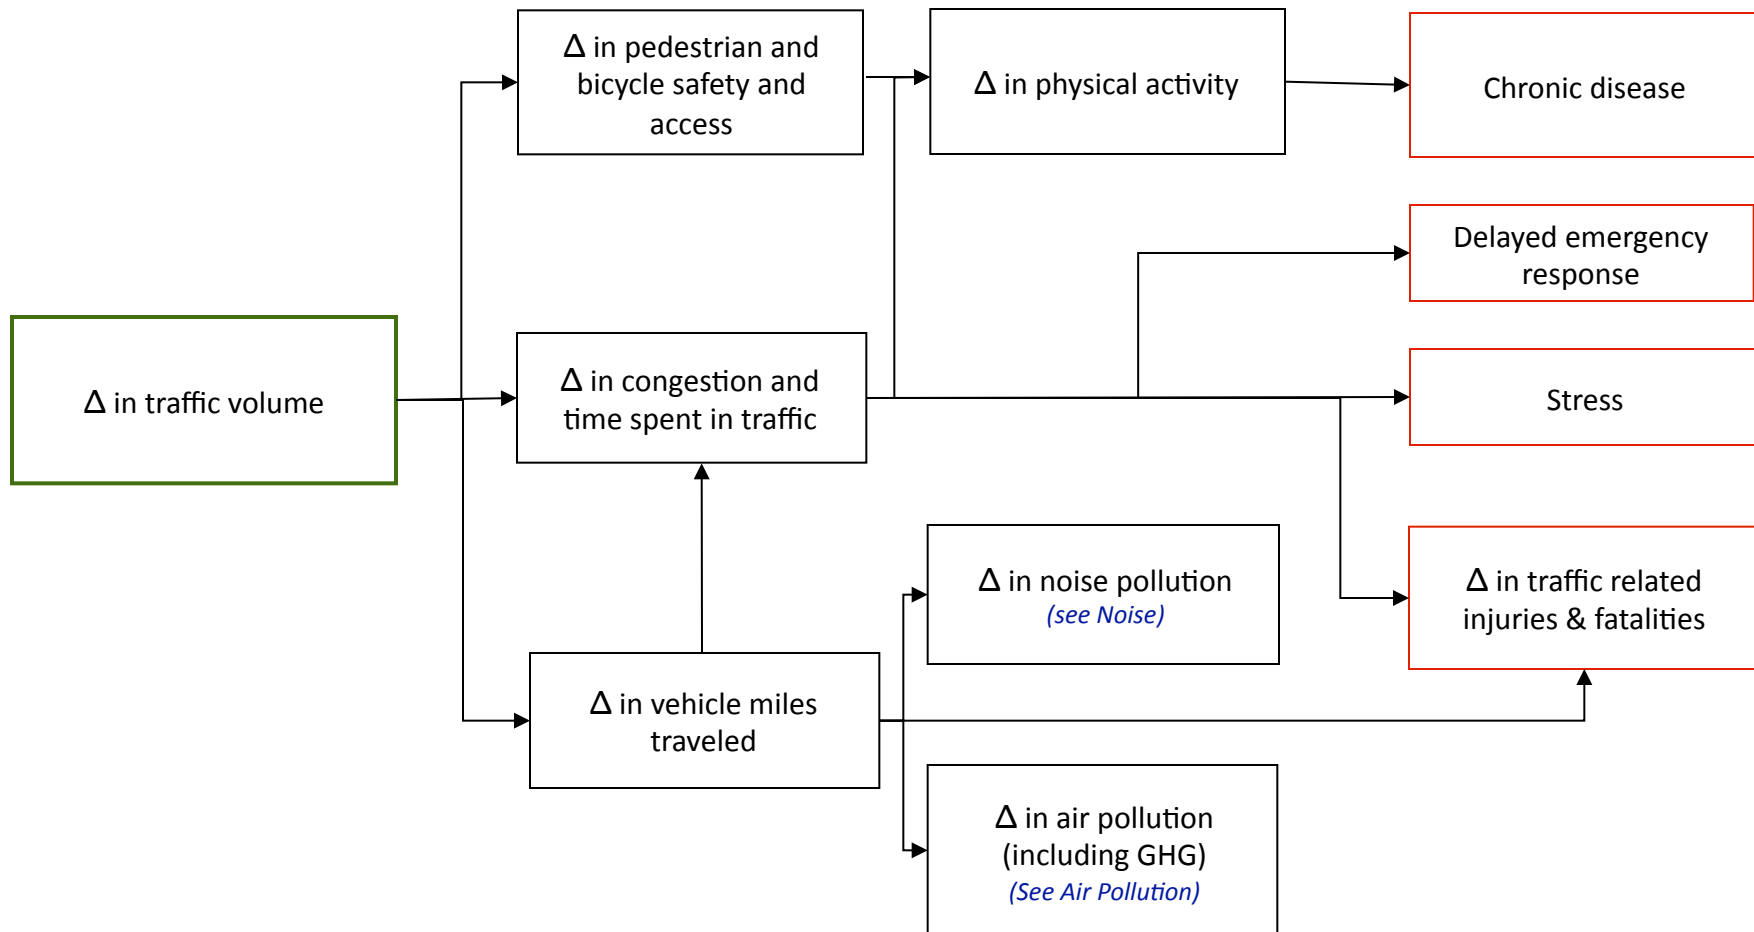 Δ in pedestrian and
bicycle safety and
access
Δ in physical activity
Chronic disease
Delayed emergency
response
Δ in traffic volume
Δ in congestion and
time spent in traffic
Stress
Δ in noise pollution
(see Noise)
Δ in traffic related
injuries & fatalities
Δ in vehicle miles
traveled
Δ in air pollution
(including GHG)
(See Air Pollution)